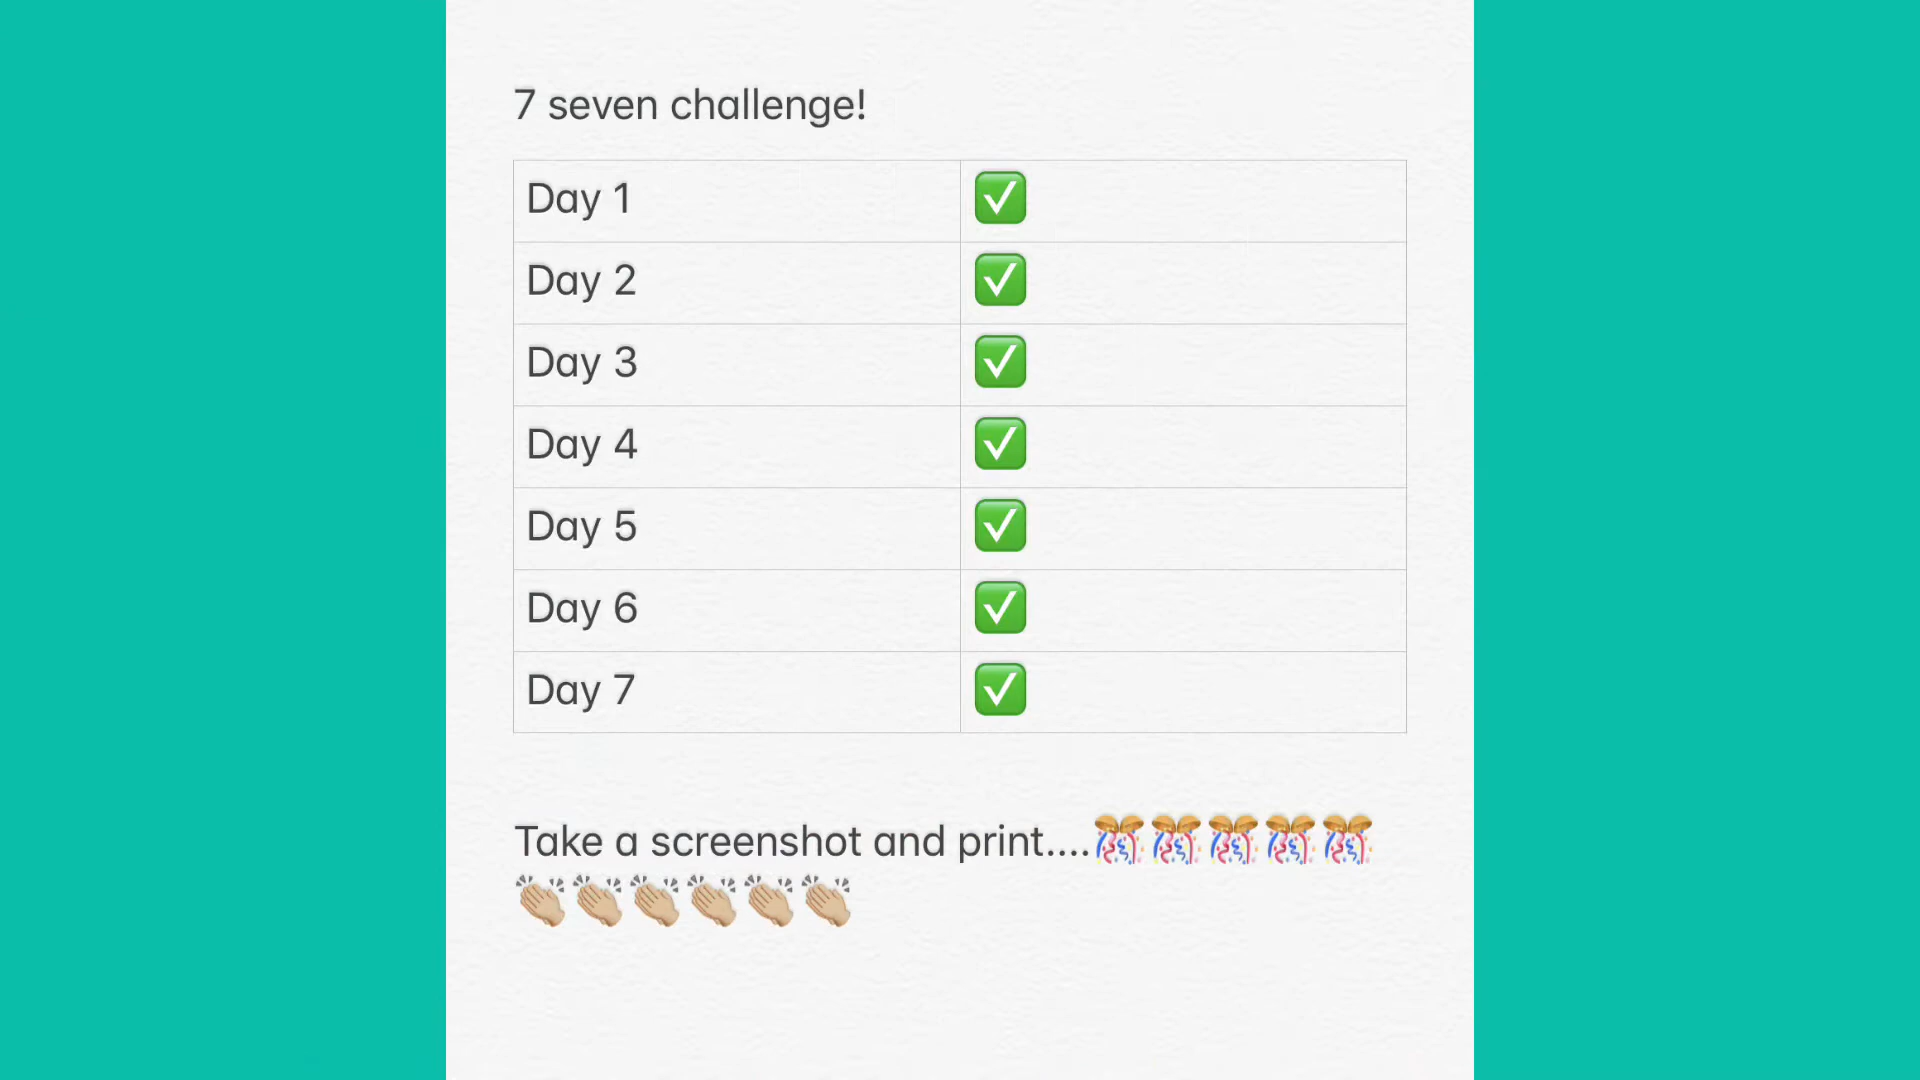 7 seven challenge!
Day 1 ✅
Day 2 ✅
Day 3 ✅
Day 4 ✅
Day 5 ✅
Day 6 ✅
Day 7 ✅
Take a screenshot and print....🎊🎊🎊🎊🎊
👏🏼👏🏼👏🏼👏🏼👏🏼👏🏼